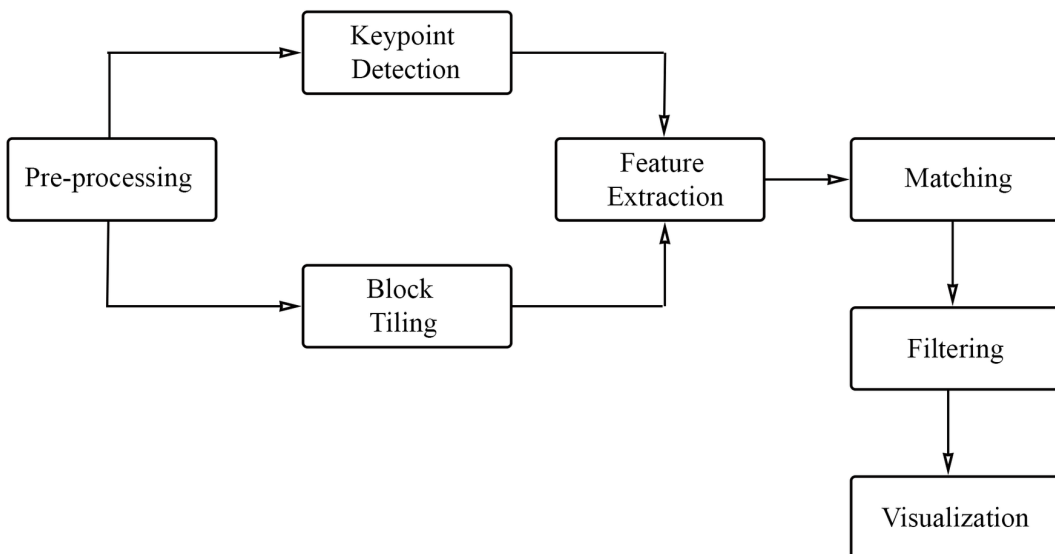 Keypoint
Detection
Pre-processing
Feature
Extraction
Matching
Block
Tiling
Filtering
Visualization